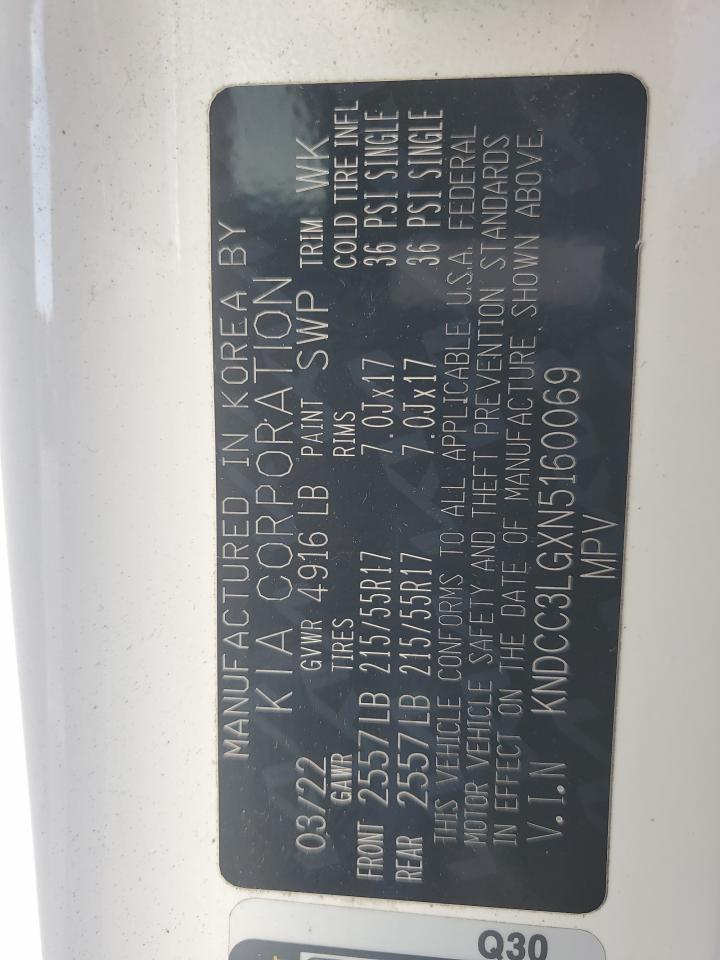 MANUFACTURED IN KOREA BY
KIA CORPORATION
03/22 GVWR 4916 LB PAINT SWP TRIM WK
GAWR TIRES RIMS COLD TIRE INFL
FRONT 2557LB 215/55R17 7.0Jx17 36 PSI SINGLE
REAR 2557LB 215/55R17 7.0Jx17 36 PSI SINGLE
THIS VEHICLE CONFORMS TO ALL APPLICABLE U.S.A. FEDERAL
MOTOR VEHICLE SAFETY AND THEFT PREVENTION STANDARDS
IN EFFECT ON THE DATE OF MANUFACTURE SHOWN ABOVE.
V.I.N KNDCC3LGXN5160069
MPV
Q30